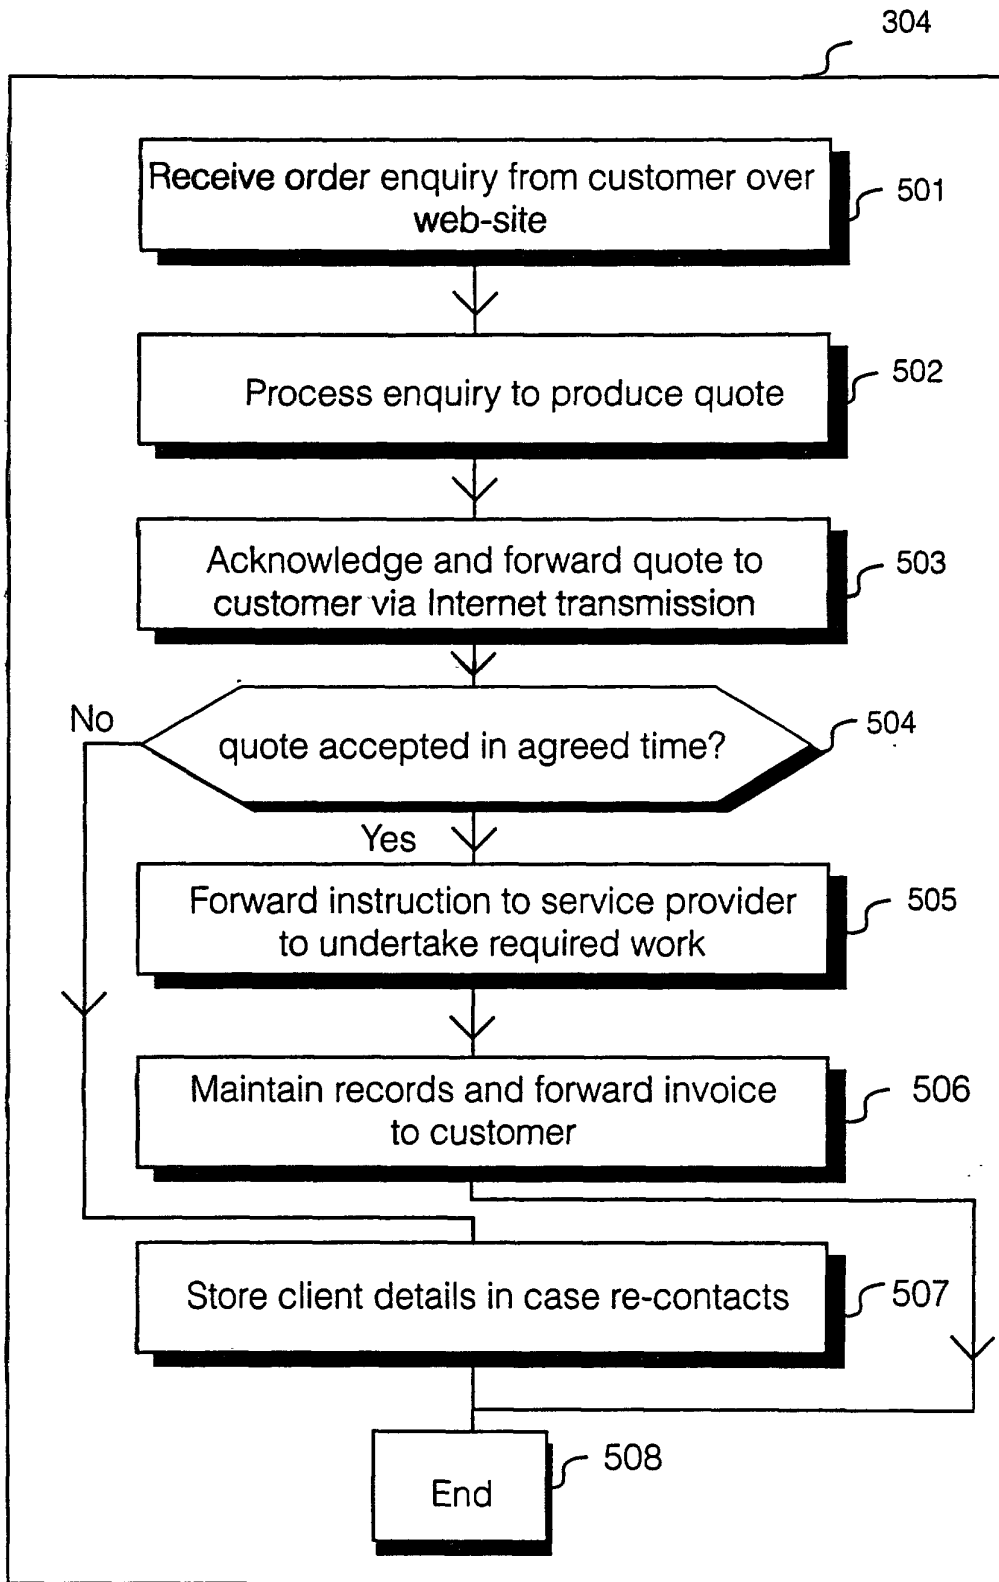 304
Receive order enquiry from customer over
web-site
501
Process enquiry to produce quote
502
Acknowledge and forward quote to
customer via Internet transmission
503
No
quote accepted in agreed time?
504
Yes
Forward instruction to service provider
to undertake required work
505
Maintain records and forward invoice
to customer
506
Store client details in case re-contacts
507
End
508